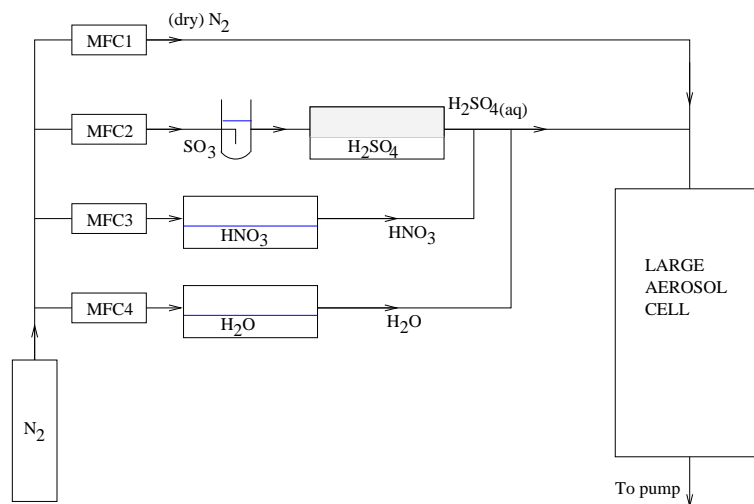 (dry) N2
MFC1
MFC2
SO3
H2SO4
H2SO4(aq)
MFC3
HNO3
HNO3
MFC4
H2O
H2O
N2
LARGE
AEROSOL
CELL
To pump